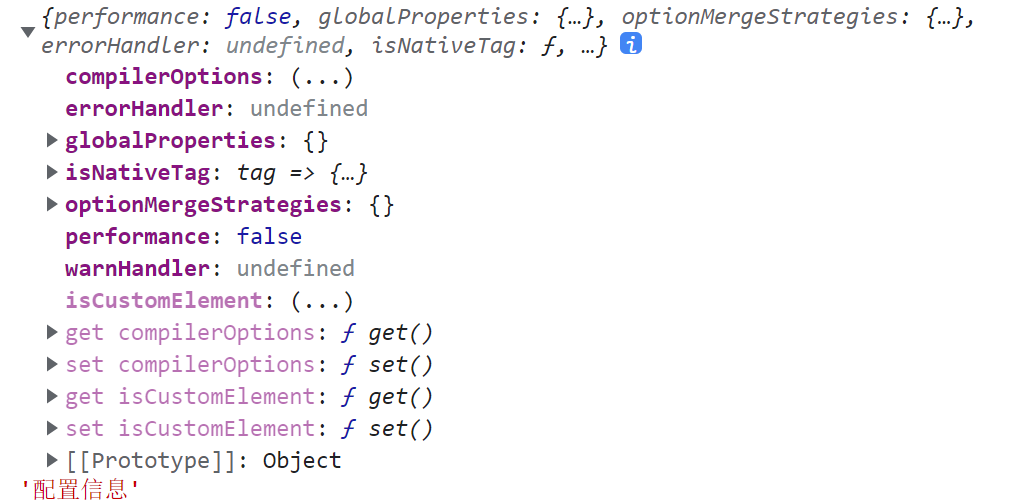 {performance: false, globalProperties: {…}, optionMergeStrategies: {…},
errorHandler: undefined, isNativeTag: ƒ, …} i
compilerOptions: (...)
errorHandler: undefined
globalProperties: {}
isNativeTag: tag => {…}
optionMergeStrategies: {}
performance: false
warnHandler: undefined
isCustomElement: (...)
get compilerOptions: ƒ get()
set compilerOptions: ƒ set()
get isCustomElement: ƒ get()
set isCustomElement: ƒ set()
[[Prototype]]: Object
'配置信息'